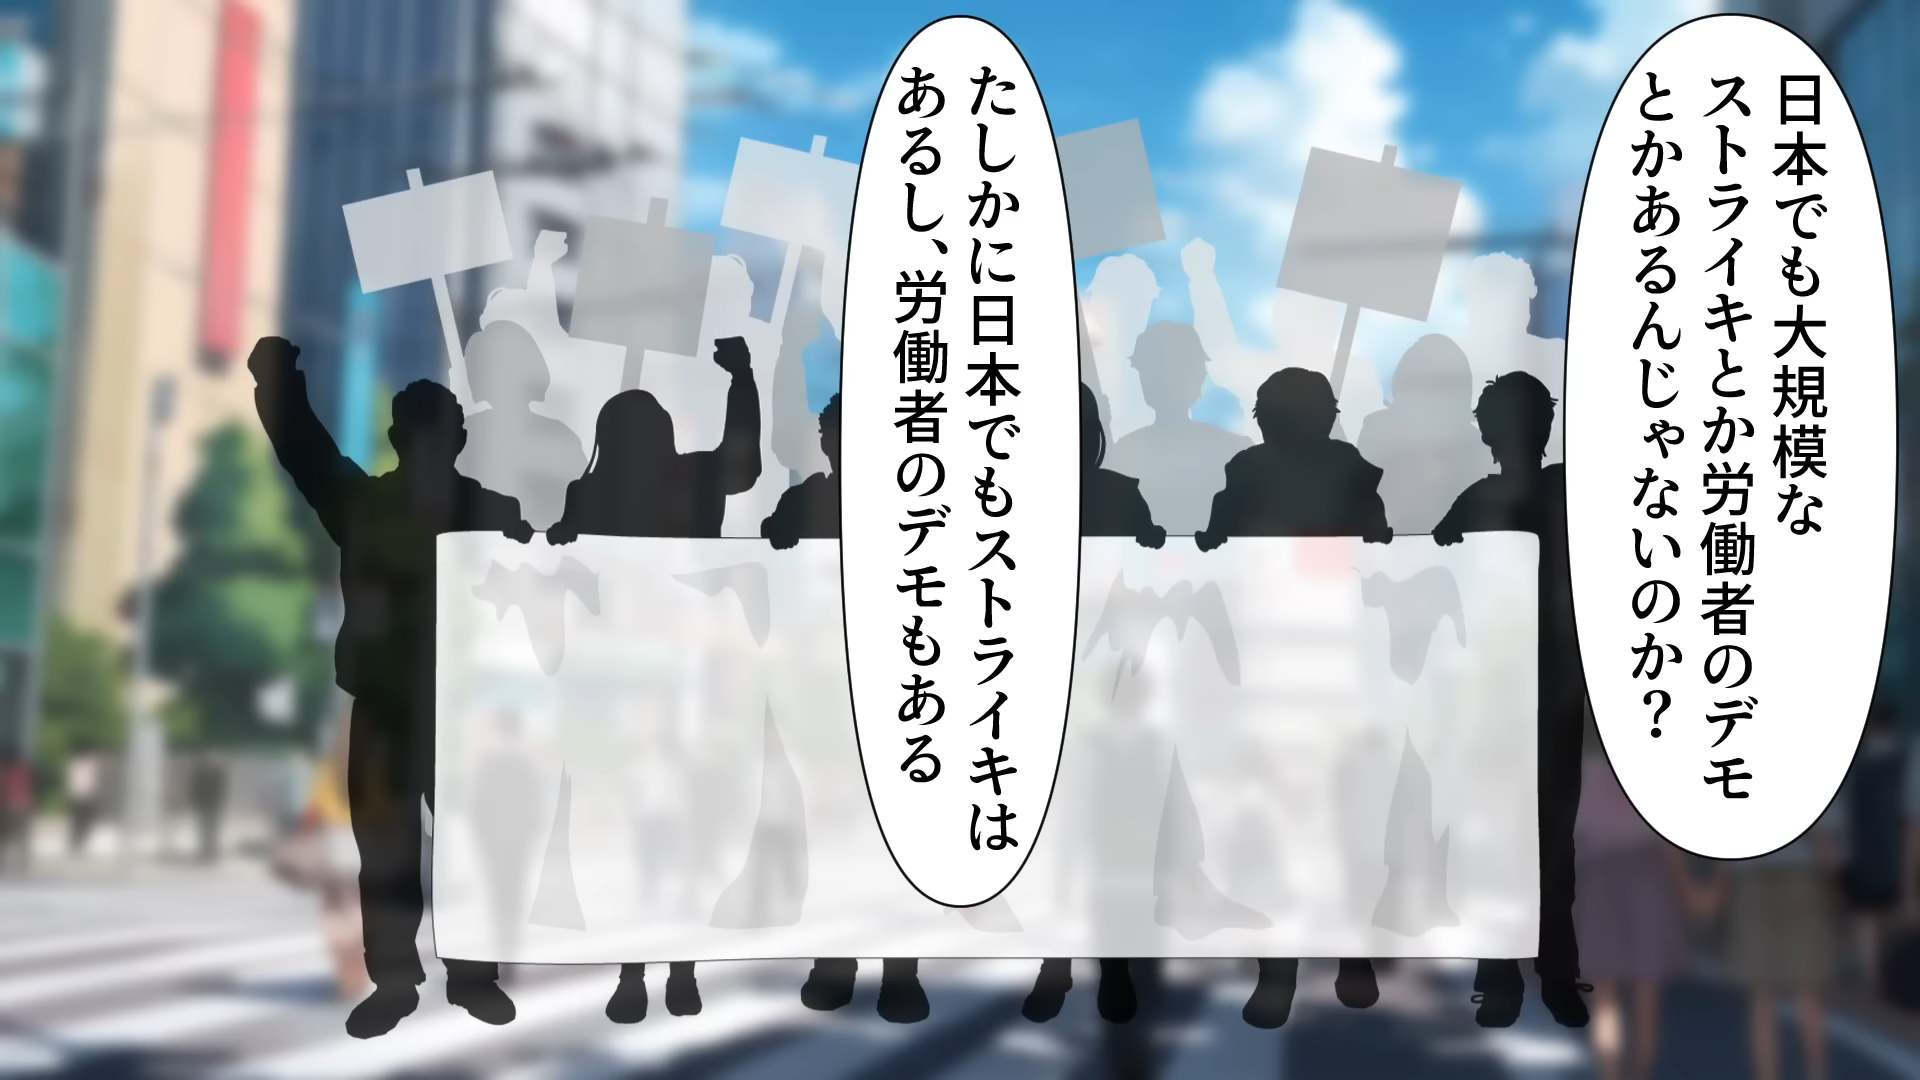 日本でも大規模な
ストライキとか労働者のデモ
とかあるんじゃないのか？
たしかに日本でもストライキは
あるし、労働者のデモもある